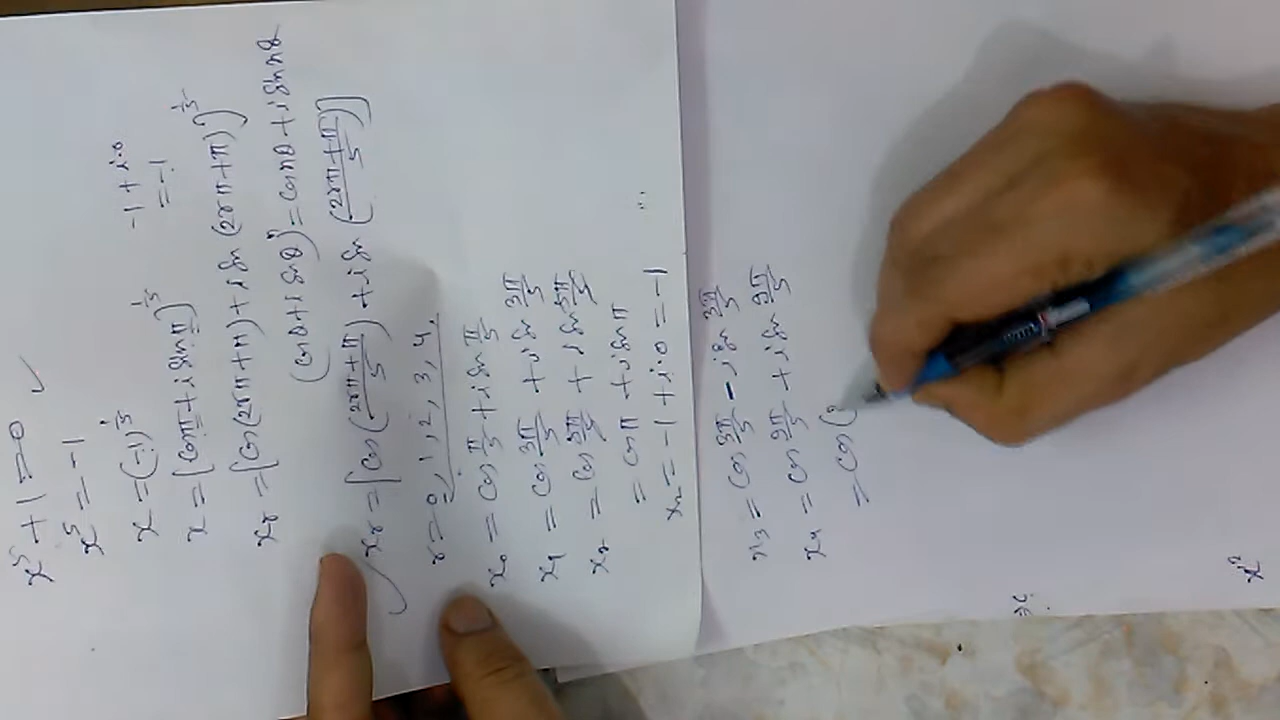 x⁵ + 1 = 0 ✓
x⁵ = -1
x = (-1)^{1/5}
-1 + i·0
= -1
x = [cos π + i sin π]^{1/5}
x_r = [cos (2rπ + π) + i sin (2rπ + π)]^{1/5}
(cos θ + i sin θ)ⁿ = cos nθ + i sin nθ
x_r = [cos (2rπ + π / 5) + i sin (2rπ + π / 5)]
r = 0, 1, 2, 3, 4.
x₀ = cos π/5 + i sin π/5
x₁ = cos 3π/5 + i sin 3π/5
x₂ = cos 5π/5 + i sin 5π/5
= cos π + i sin π
x₂ = -1 + i·0 = -1
x₃ = cos 3π/5 - i sin 3π/5
x₄ = cos 9π/5 + i sin 9π/5
= cos (2